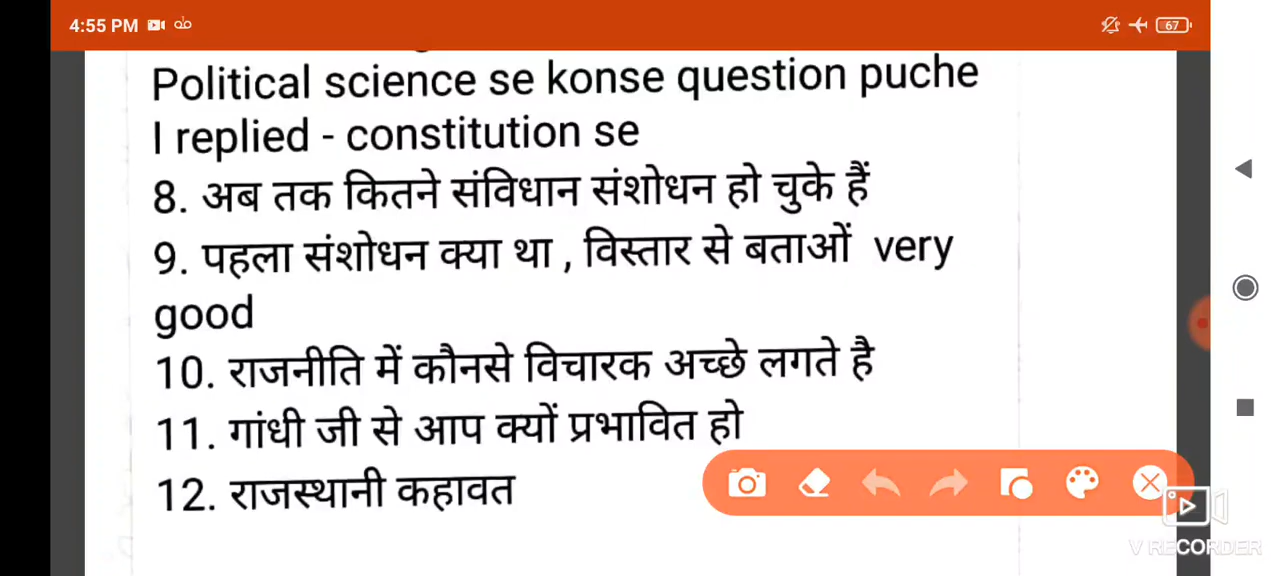 4:55 PM
67
Political science se konse question puche
I replied - constitution se
8. अब तक कितने संविधान संशोधन हो चुके हैं
9. पहला संशोधन क्या था , विस्तार से बताओं very
good
10. राजनीति में कौनसे विचारक अच्छे लगते है
11. गांधी जी से आप क्यों प्रभावित हो
12. राजस्थानी कहावत
V RECORDER